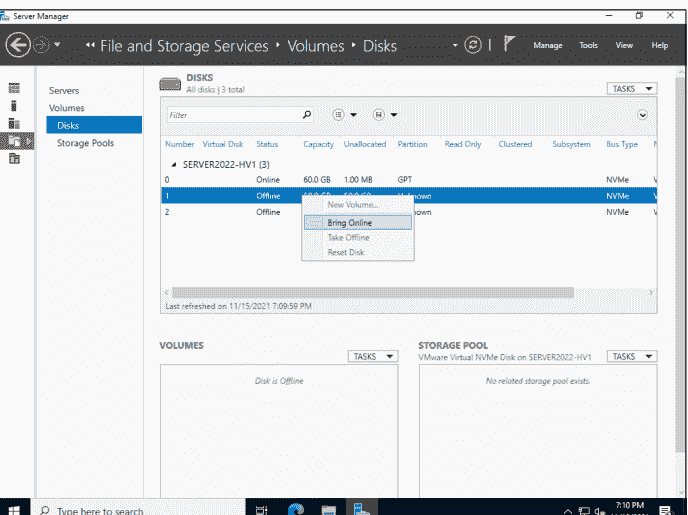 Server Manager
File and Storage Services • Volumes • Disks
Manage Tools View Help
Servers
Volumes
Disks
Storage Pools
DISKS
All disks | 3 total
TASKS
Filter
Number Virtual Disk Status Capacity Unallocated Partition Read Only Clustered Subsystem Bus Type N
SERVER2022-HV1 (3)
0 Online 60.0 GB 1.00 MB GPT NVMe V
1 Offline NVMe V
2 Offline NVMe V
New Volume...
Bring Online
Take Offline
Reset Disk
Last refreshed on 11/15/2021 7:09:59 PM
VOLUMES
TASKS
Disk is Offline
STORAGE POOL
VMware Virtual NVMe Disk on SERVER2022-HV1
TASKS
No related storage pool exists.
Type here to search
7:10 PM